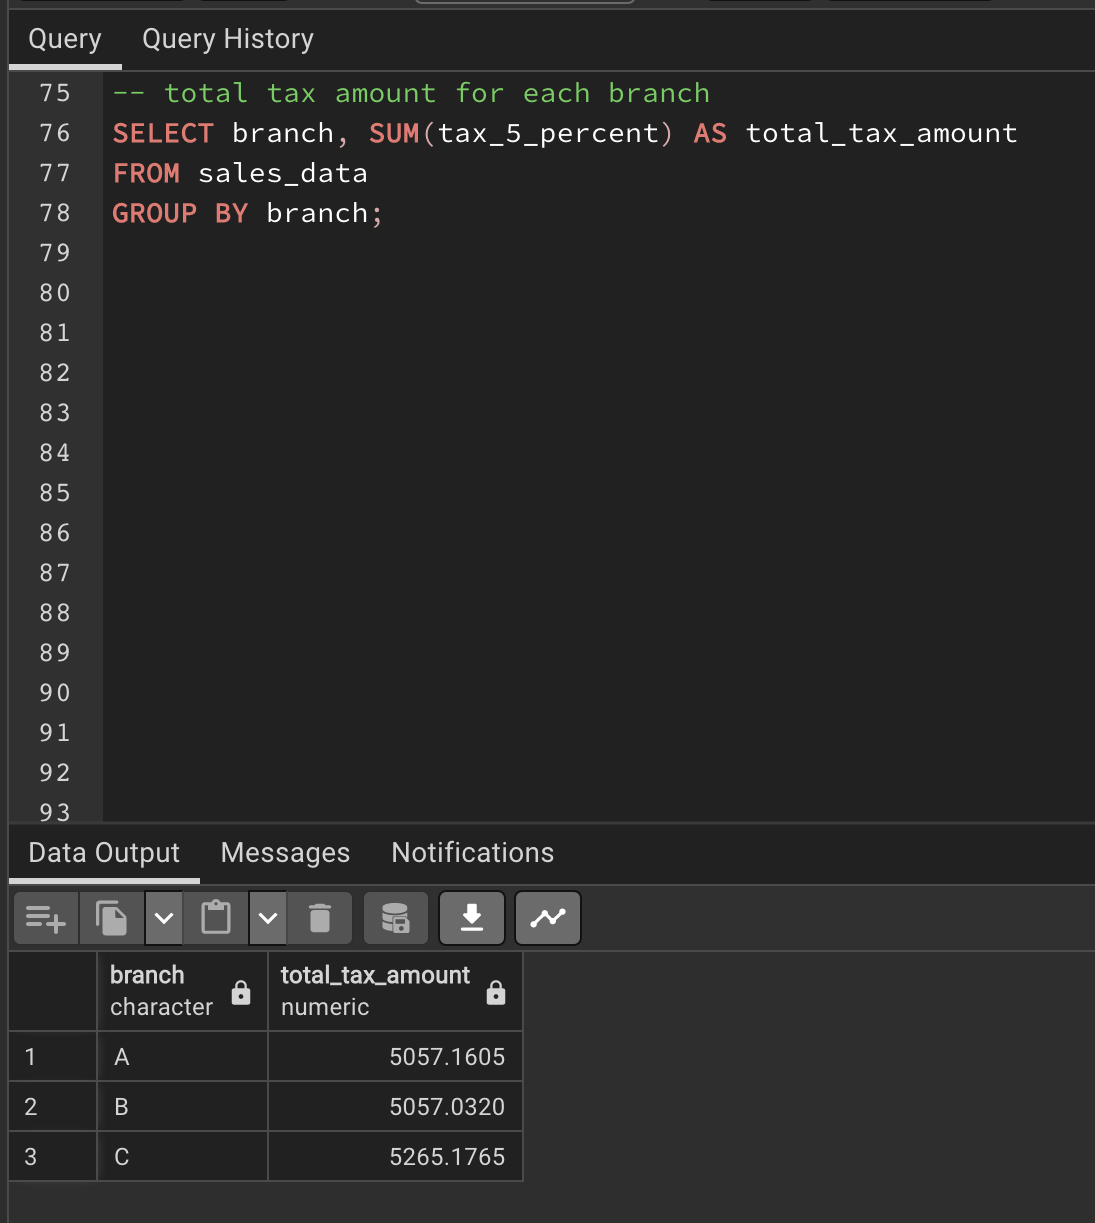 Query Query History
75 -- total tax amount for each branch
76 SELECT branch, SUM(tax_5_percent) AS total_tax_amount
77 FROM sales_data
78 GROUP BY branch;
79
80
81
82
83
84
85
86
87
88
89
90
91
92
93
Data Output Messages Notifications
branch total_tax_amount
character numeric
1 A 5057.1605
2 B 5057.0320
3 C 5265.1765